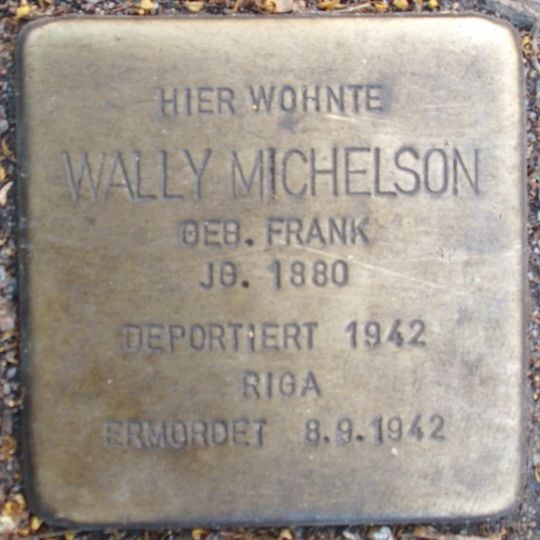 HIER WOHNTE
WALLY MICHELSON
GEB. FRANK
JG. 1880
DEPORTIERT 1942
RIGA
ERMORDET 8.9.1942